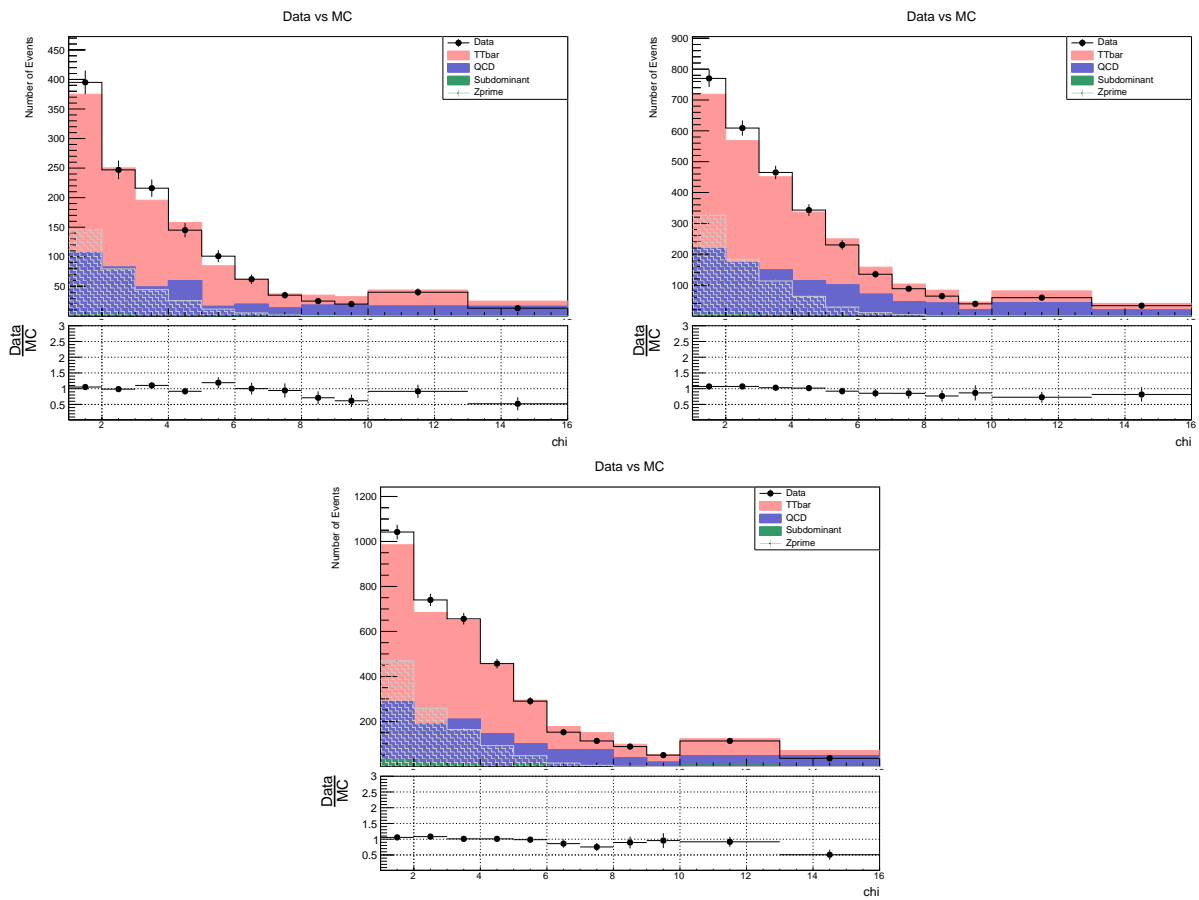 Data vs MC
Number of Events
450
400
350
300
250
200
150
100
50
Data
TTbar
QCD
Subdominant
Zprime
Data
MC
3
2.5
2
1.5
1
0.5
2 4 6 8 10 12 14 16
chi
Data vs MC
Number of Events
900
800
700
600
500
400
300
200
100
Data
TTbar
QCD
Subdominant
Zprime
Data
MC
3
2.5
2
1.5
1
0.5
2 4 6 8 10 12 14 16
chi
Data vs MC
Number of Events
1200
1000
800
600
400
200
Data
TTbar
QCD
Subdominant
Zprime
Data
MC
3
2.5
2
1.5
1
0.5
2 4 6 8 10 12 14 16
chi